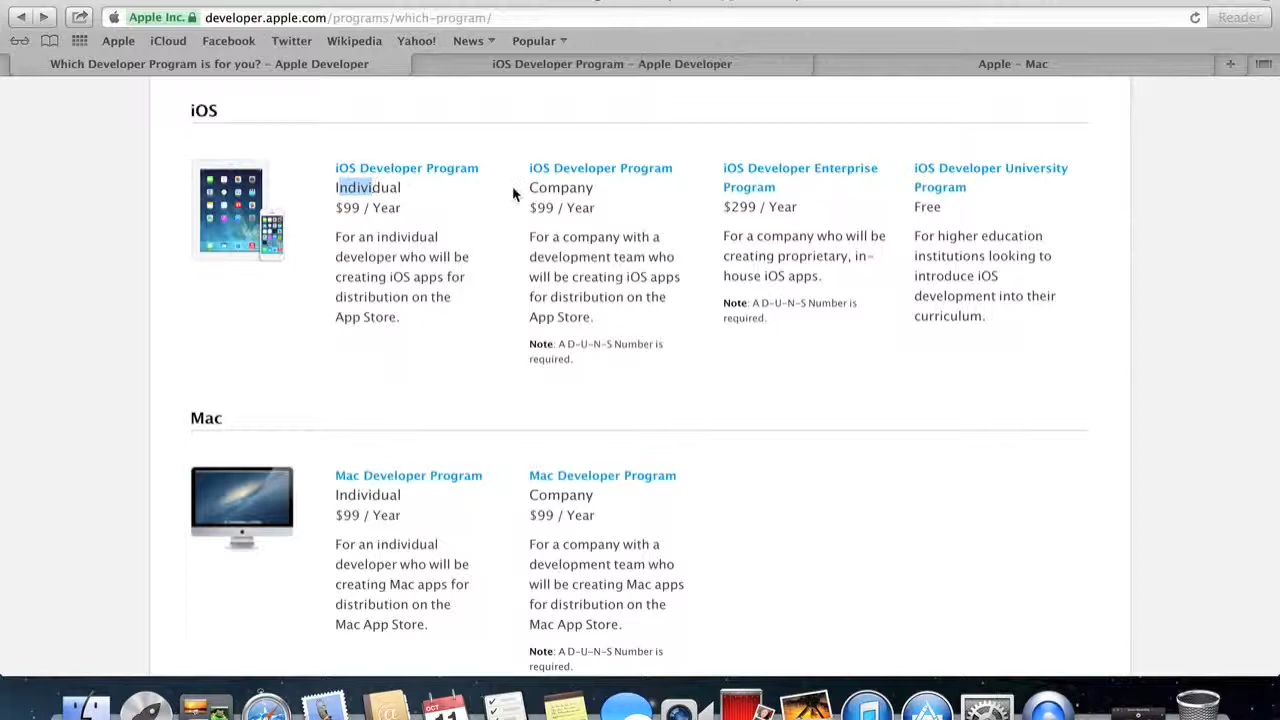 Apple Inc. developer.apple.com/programs/which-program/ Reader
Apple iCloud Facebook Twitter Wikipedia Yahoo! News Popular
Which Developer Program is for you? – Apple Developer iOS Developer Program – Apple Developer Apple – Mac
iOS
iOS Developer Program
Individual
$99 / Year
For an individual
developer who will be
creating iOS apps for
distribution on the
App Store.
iOS Developer Program
Company
$99 / Year
For a company with a
development team who
will be creating iOS apps
for distribution on the
App Store.
Note: A D-U-N-S Number is
required.
iOS Developer Enterprise
Program
$299 / Year
For a company who will be
creating proprietary, in-
house iOS apps.
Note: A D-U-N-S Number is
required.
iOS Developer University
Program
Free
For higher education
institutions looking to
introduce iOS
development into their
curriculum.
Mac
Mac Developer Program
Individual
$99 / Year
For an individual
developer who will be
creating Mac apps for
distribution on the
Mac App Store.
Mac Developer Program
Company
$99 / Year
For a company with a
development team who
will be creating Mac apps
for distribution on the
Mac App Store.
Note: A D-U-N-S Number is
required.
OCT